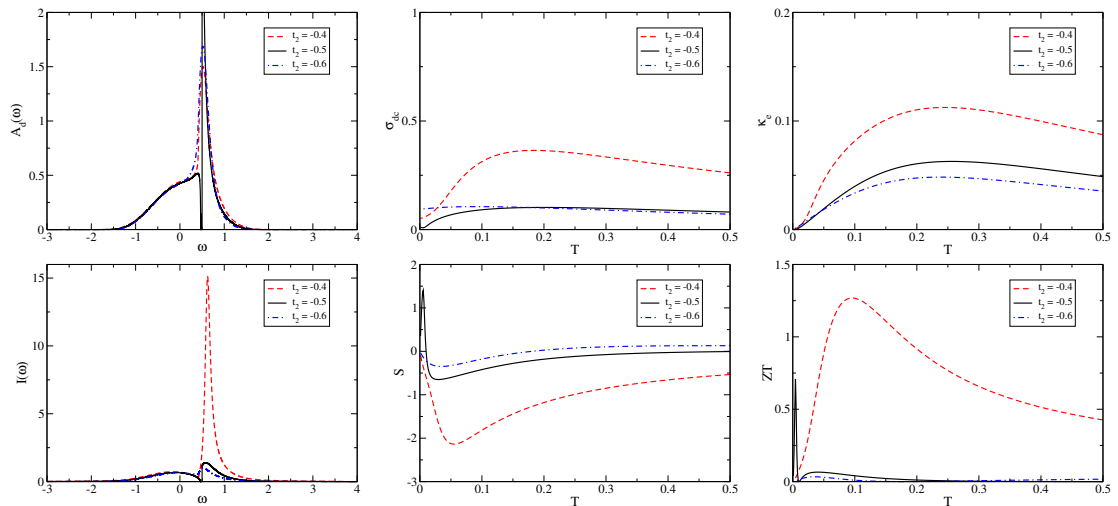 2
1.5
1
0.5
0
A_d(ω)
-3 -2 -1 0 1 2 3 4
ω
t_2 = -0.4
t_2 = -0.5
t_2 = -0.6
1
0.5
0
σ_dc
0 0.1 0.2 0.3 0.4 0.5
T
t_2 = -0.4
t_2 = -0.5
t_2 = -0.6
0.2
0.1
0
κ_e
0 0.1 0.2 0.3 0.4 0.5
T
t_2 = -0.4
t_2 = -0.5
t_2 = -0.6
15
10
5
0
I(ω)
-3 -2 -1 0 1 2 3 4
ω
t_2 = -0.4
t_2 = -0.5
t_2 = -0.6
2
1
0
-1
-2
-3
S
0 0.1 0.2 0.3 0.4 0.5
T
t_2 = -0.4
t_2 = -0.5
t_2 = -0.6
1.5
1
0.5
0
ZT
0 0.1 0.2 0.3 0.4 0.5
T
t_2 = -0.4
t_2 = -0.5
t_2 = -0.6